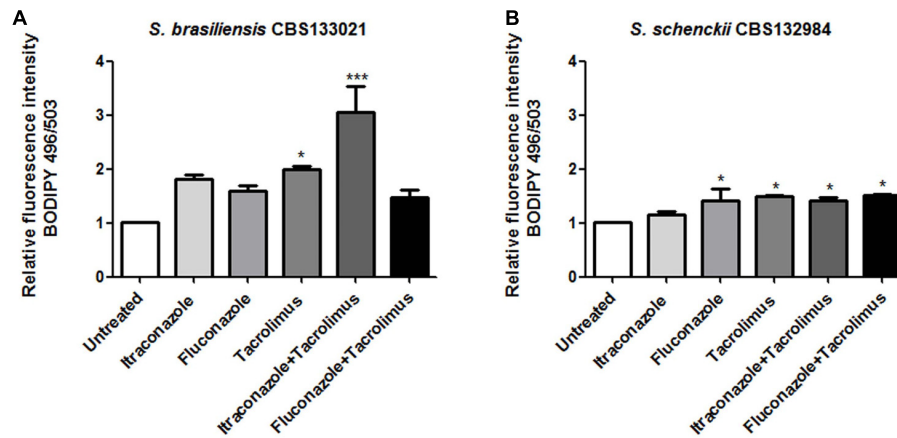 A
S. brasiliensis CBS133021
Relative fluorescence intensity
BODIPY 496/503
4
3
2
1
0
*
***
Untreated
Itraconazole
Fluconazole
Tacrolimus
Itraconazole+Tacrolimus
Fluconazole+Tacrolimus
B
S. schenckii CBS132984
Relative fluorescence intensity
BODIPY 496/503
4
3
2
1
0
*
*
*
*
Untreated
Itraconazole
Fluconazole
Tacrolimus
Itraconazole+Tacrolimus
Fluconazole+Tacrolimus